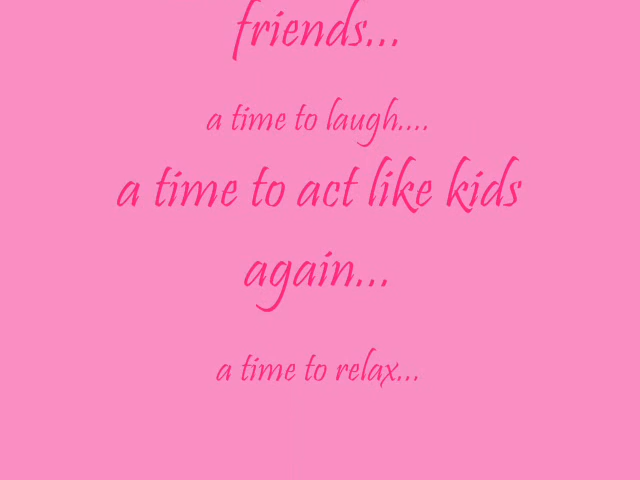 friends...
a time to laugh....
a time to act like kids
again...
a time to relax...